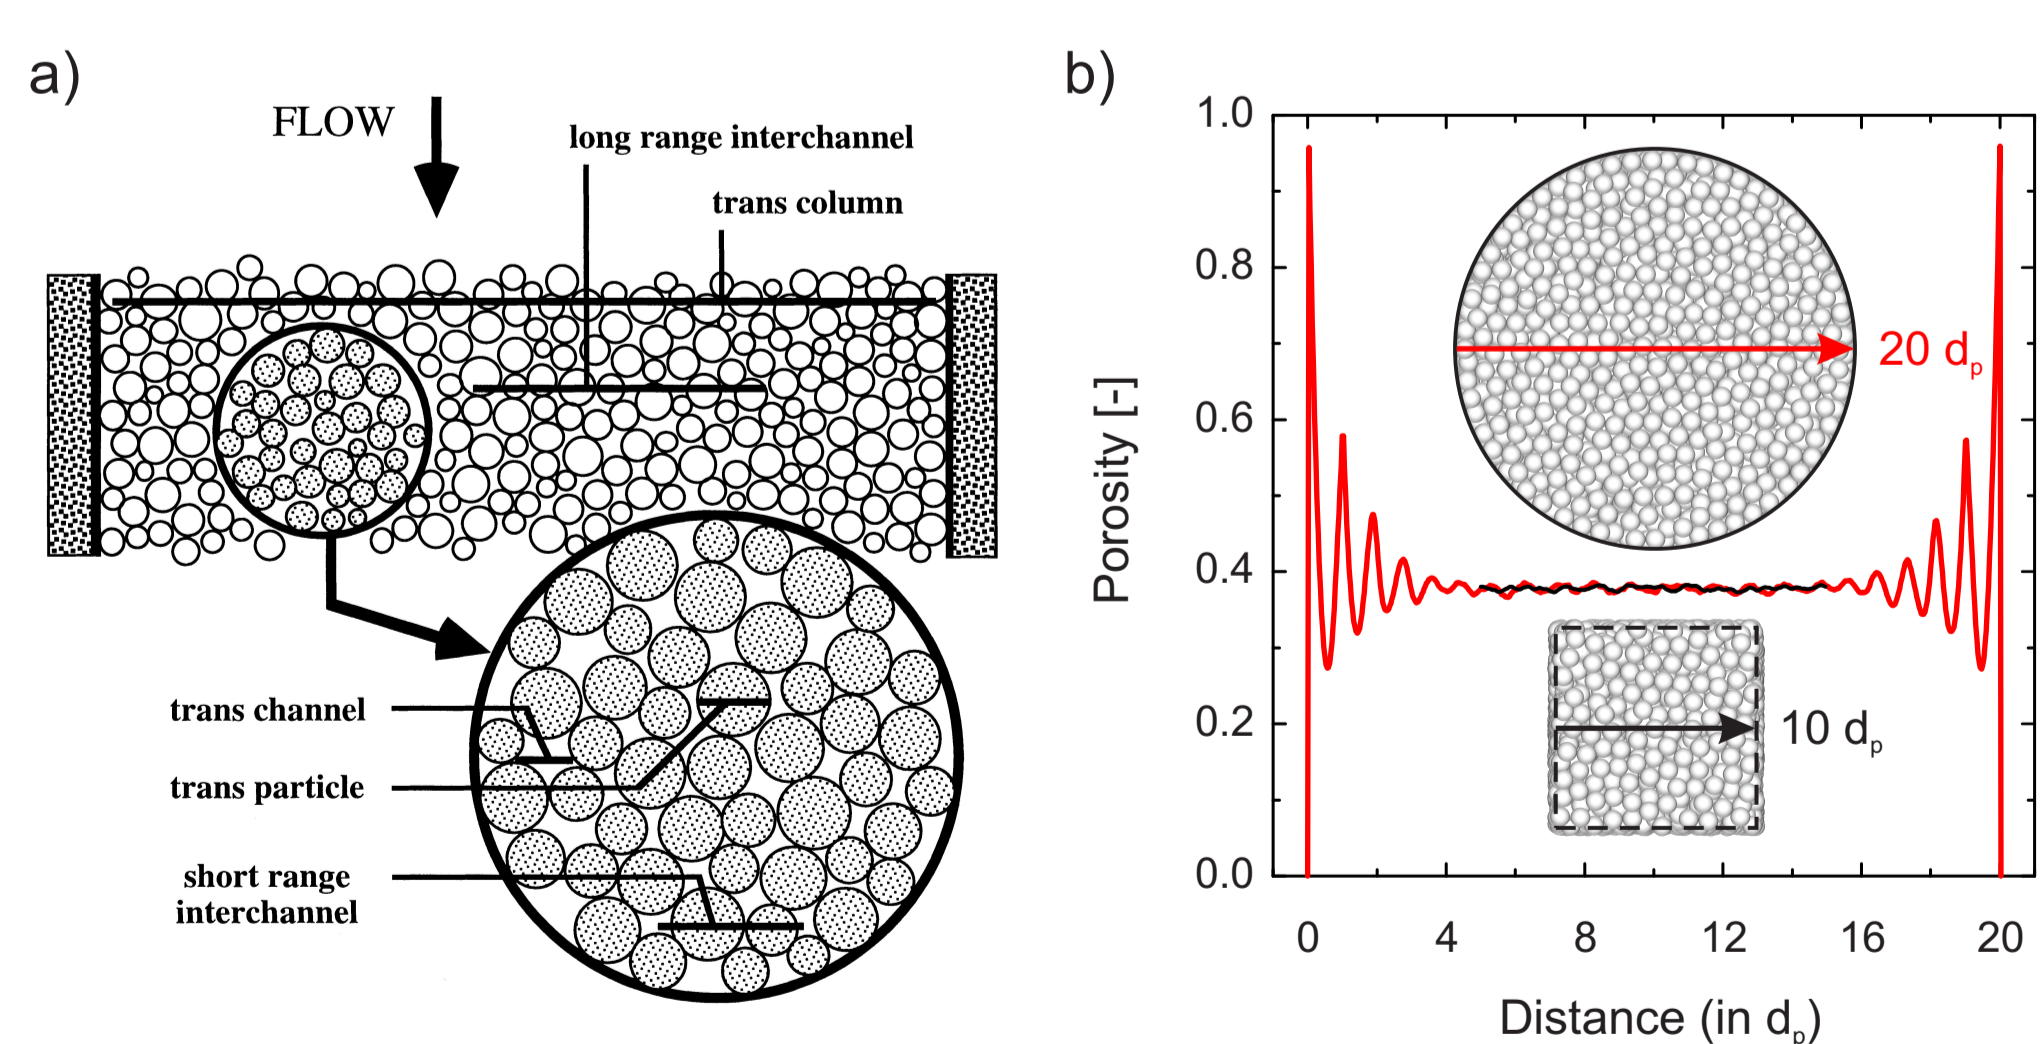 a)
FLOW
long range interchannel
trans column
trans channel
trans particle
short range
interchannel
b)
Porosity [-]
1.0
0.8
0.6
0.4
0.2
0.0
20 dp
10 dp
0 4 8 12 16 20
Distance (in dp)